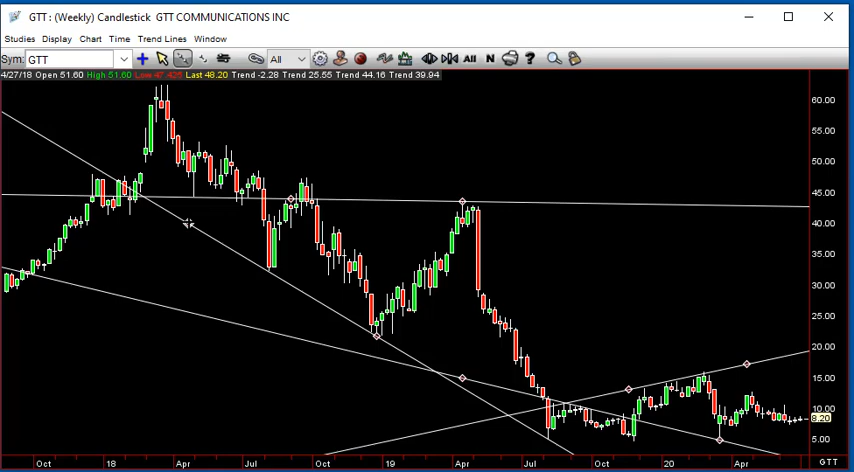 GTT : (Weekly) Candlestick  GTT COMMUNICATIONS INC
Studies Display Chart Time Trend Lines Window
Sym: GTT All All N ?
4/27/18 Open 51.60 High 51.60 Low 47.425 Last 48.20 Trend -2.28 Trend 25.55 Trend 44.16 Trend 39.94
60.00
55.00
50.00
45.00
40.00
35.00
30.00
25.00
20.00
15.00
10.00
8.20
5.00
Oct 18 Apr Jul Oct 19 Apr Jul Oct 20 Apr GTT